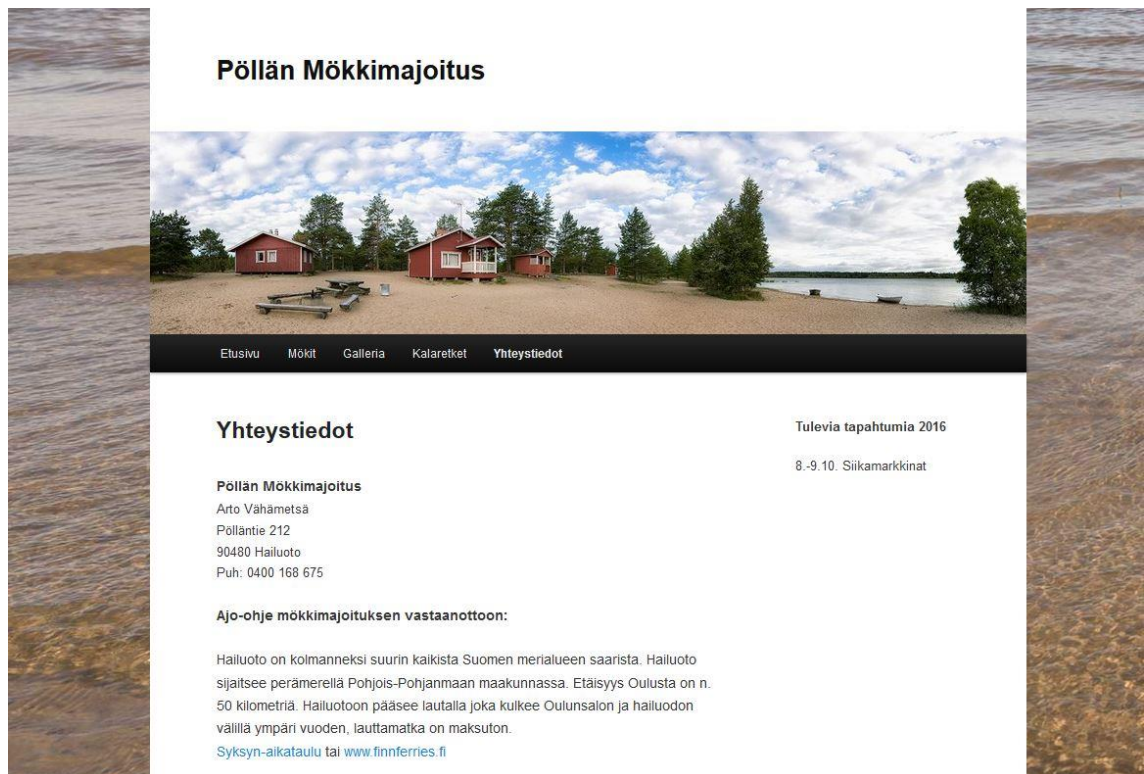 Pöllän Mökkimajoitus
Etusivu Mökit Galleria Kalaretket Yhteystiedot
Yhteystiedot
Pöllän Mökkimajoitus
Arto Vähämetsä
Pölläntie 212
90480 Hailuoto
Puh: 0400 168 675
Ajo-ohje mökkimajoituksen vastaanottoon:
Hailuoto on kolmanneksi suurin kaikista Suomen merialueen saarista. Hailuoto
sijaitsee perämerellä Pohjois-Pohjanmaan maakunnassa. Etäisyys Oulusta on n.
50 kilometriä. Hailuotoon pääsee lautalla joka kulkee Oulunsalon ja hailuodon
välillä ympäri vuoden, lauttamatka on maksuton.
Syksyn-aikataulu tai www.finnferries.fi
Tulevia tapahtumia 2016
8.-9.10. Siikamarkkinat